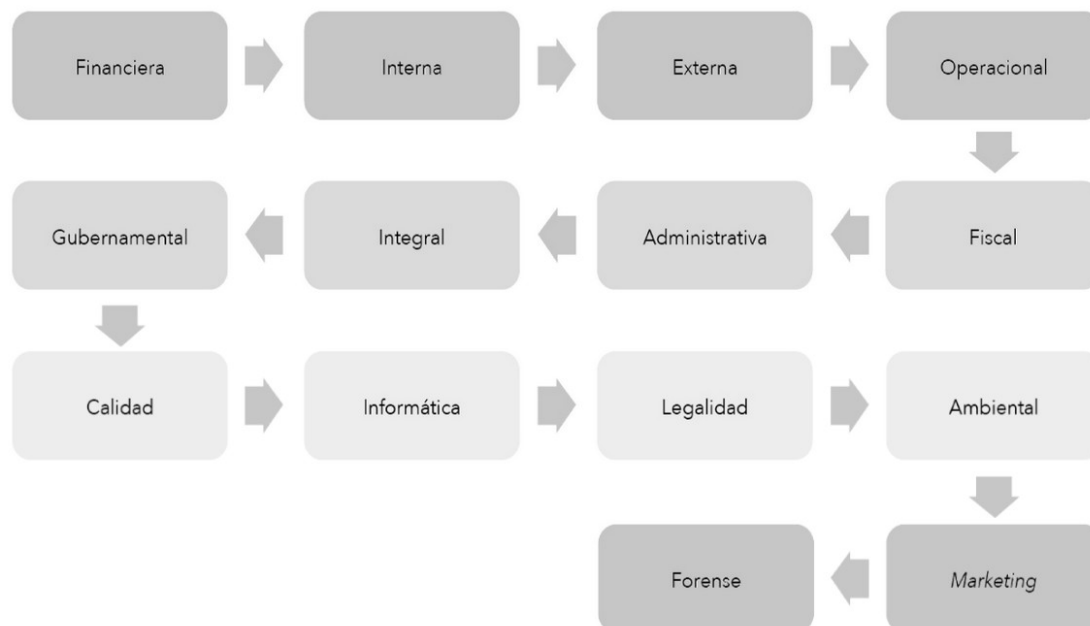 Financiera
Interna
Externa
Operacional
Fiscal
Administrativa
Integral
Gubernamental
Calidad
Informática
Legalidad
Ambiental
Marketing
Forense